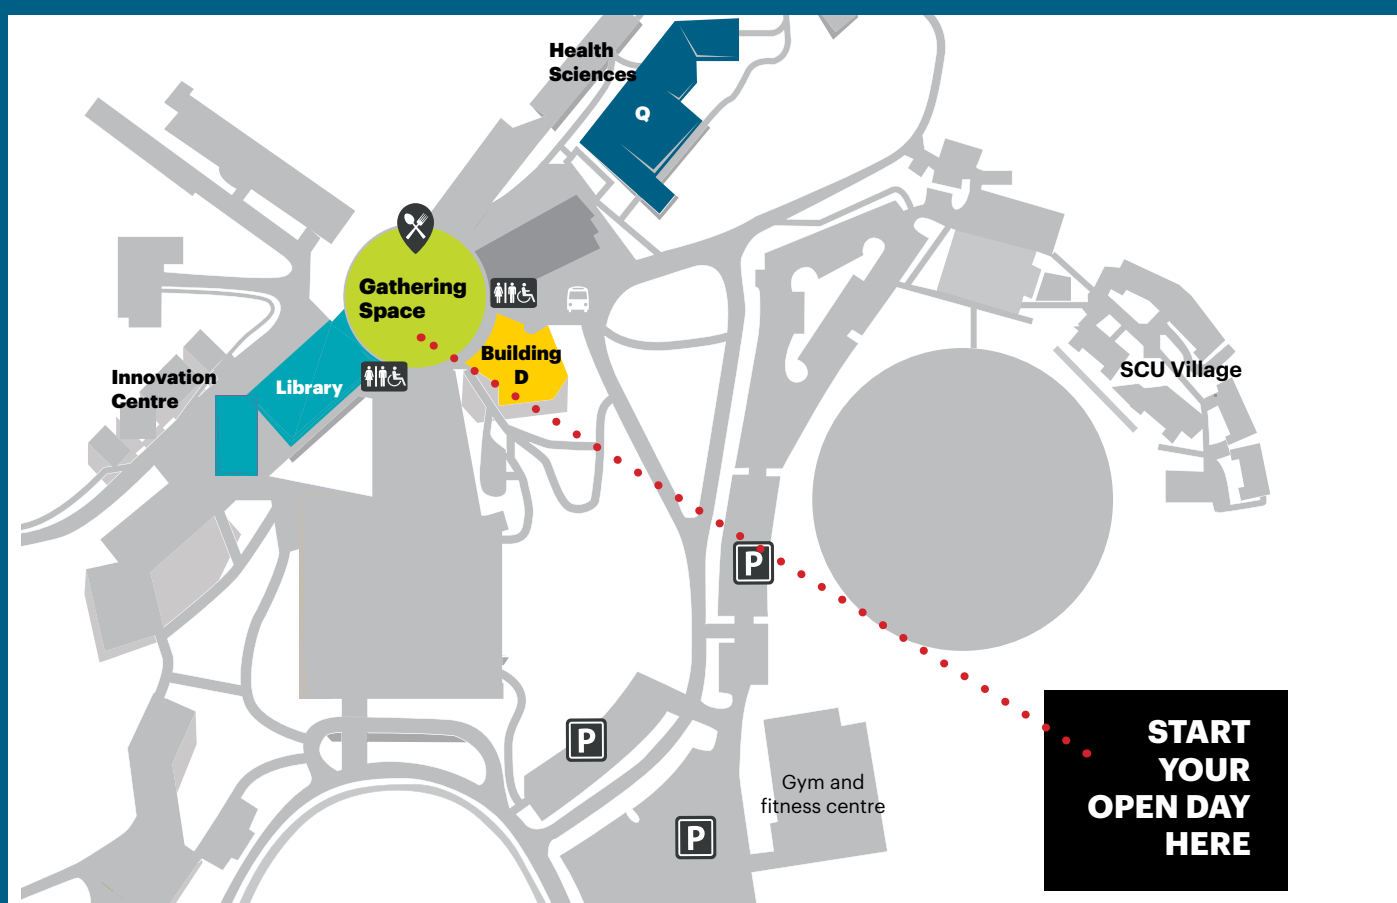 Health
Sciences
Q
Gathering
Space
Building
D
Innovation
Centre
Library
SCU Village
P
P
P
Gym and
fitness centre
START
YOUR
OPEN DAY
HERE